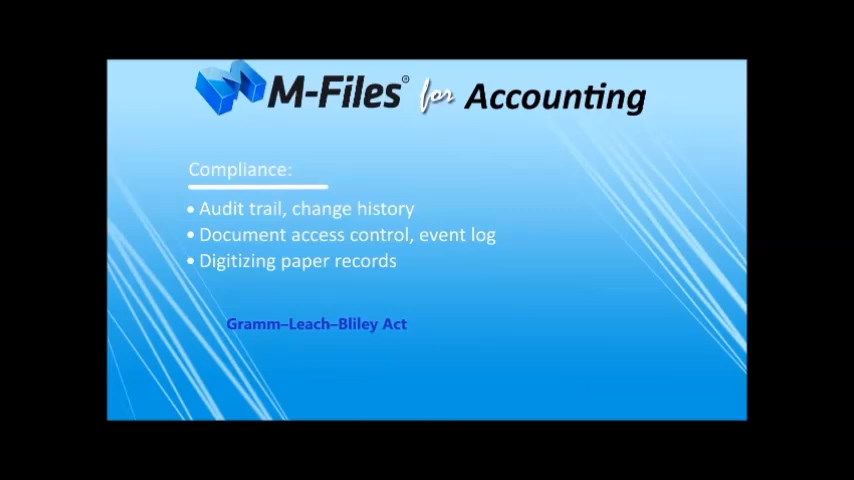 M-Files® for Accounting
Compliance:
• Audit trail, change history
• Document access control, event log
• Digitizing paper records
Gramm–Leach–Bliley Act